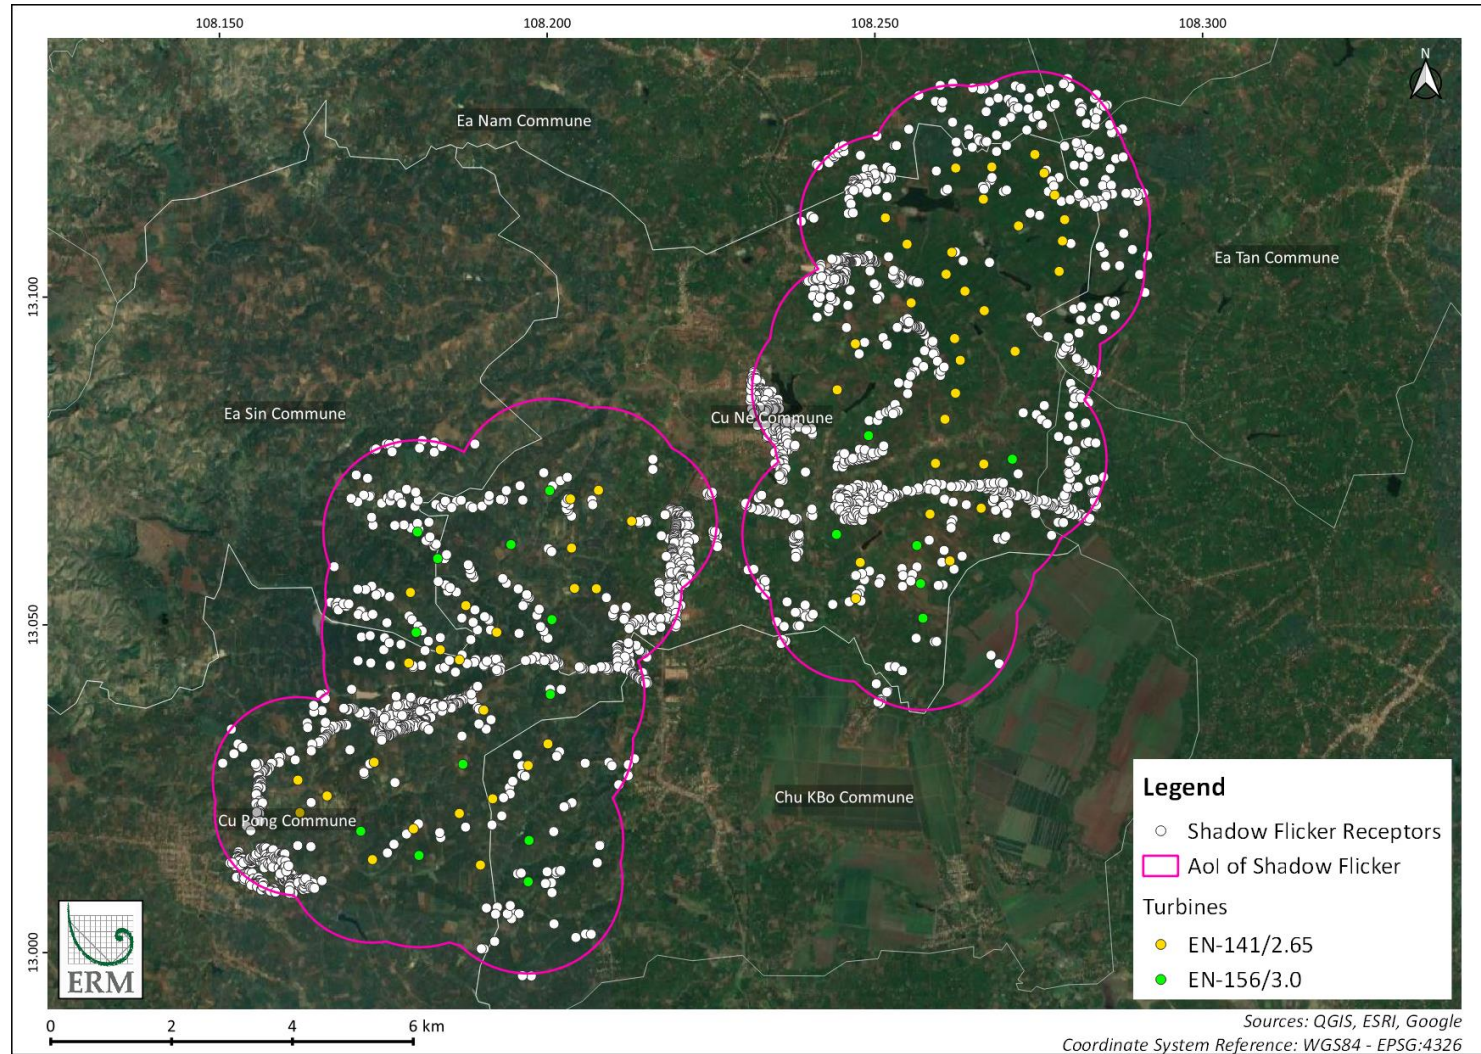 108.150
108.200
108.250
108.300
N
Ea Nam Commune
Ea Tan Commune
13.100
Ea Sin Commune
Cu Né Commune
13.050
Legend
Shadow Flicker Receptors
AoI of Shadow Flicker
Turbines
EN-141/2.65
EN-156/3.0
Chu KBo Commune
Cu Pong Commune
13.000
ERM
0 2 4 6 km
Sources: QGIS, ESRI, Google
Coordinate System Reference: WGS84 - EPSG:4326